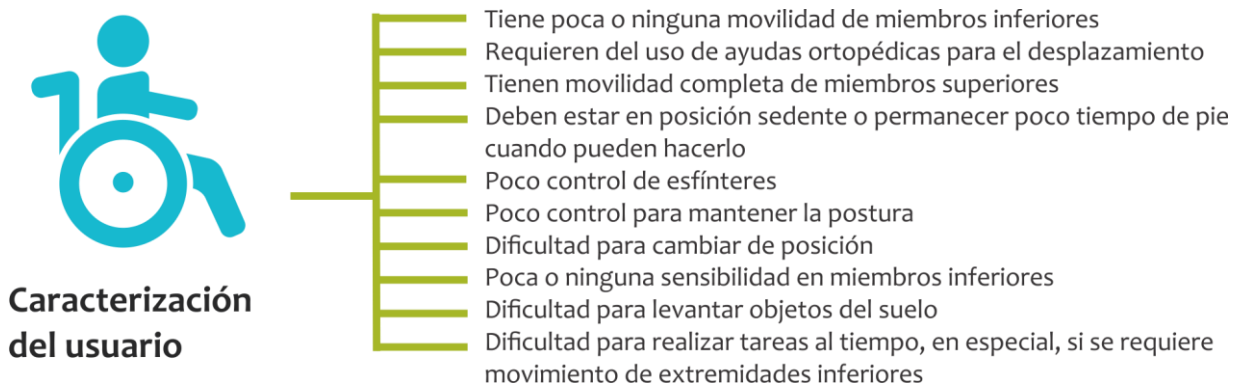 Caracterización
del usuario
Tiene poca o ninguna movilidad de miembros inferiores
Requieren del uso de ayudas ortopédicas para el desplazamiento
Tienen movilidad completa de miembros superiores
Deben estar en posición sedente o permanecer poco tiempo de pie
cuando pueden hacerlo
Poco control de esfínteres
Poco control para mantener la postura
Dificultad para cambiar de posición
Poca o ninguna sensibilidad en miembros inferiores
Dificultad para levantar objetos del suelo
Dificultad para realizar tareas al tiempo, en especial, si se requiere
movimiento de extremidades inferiores